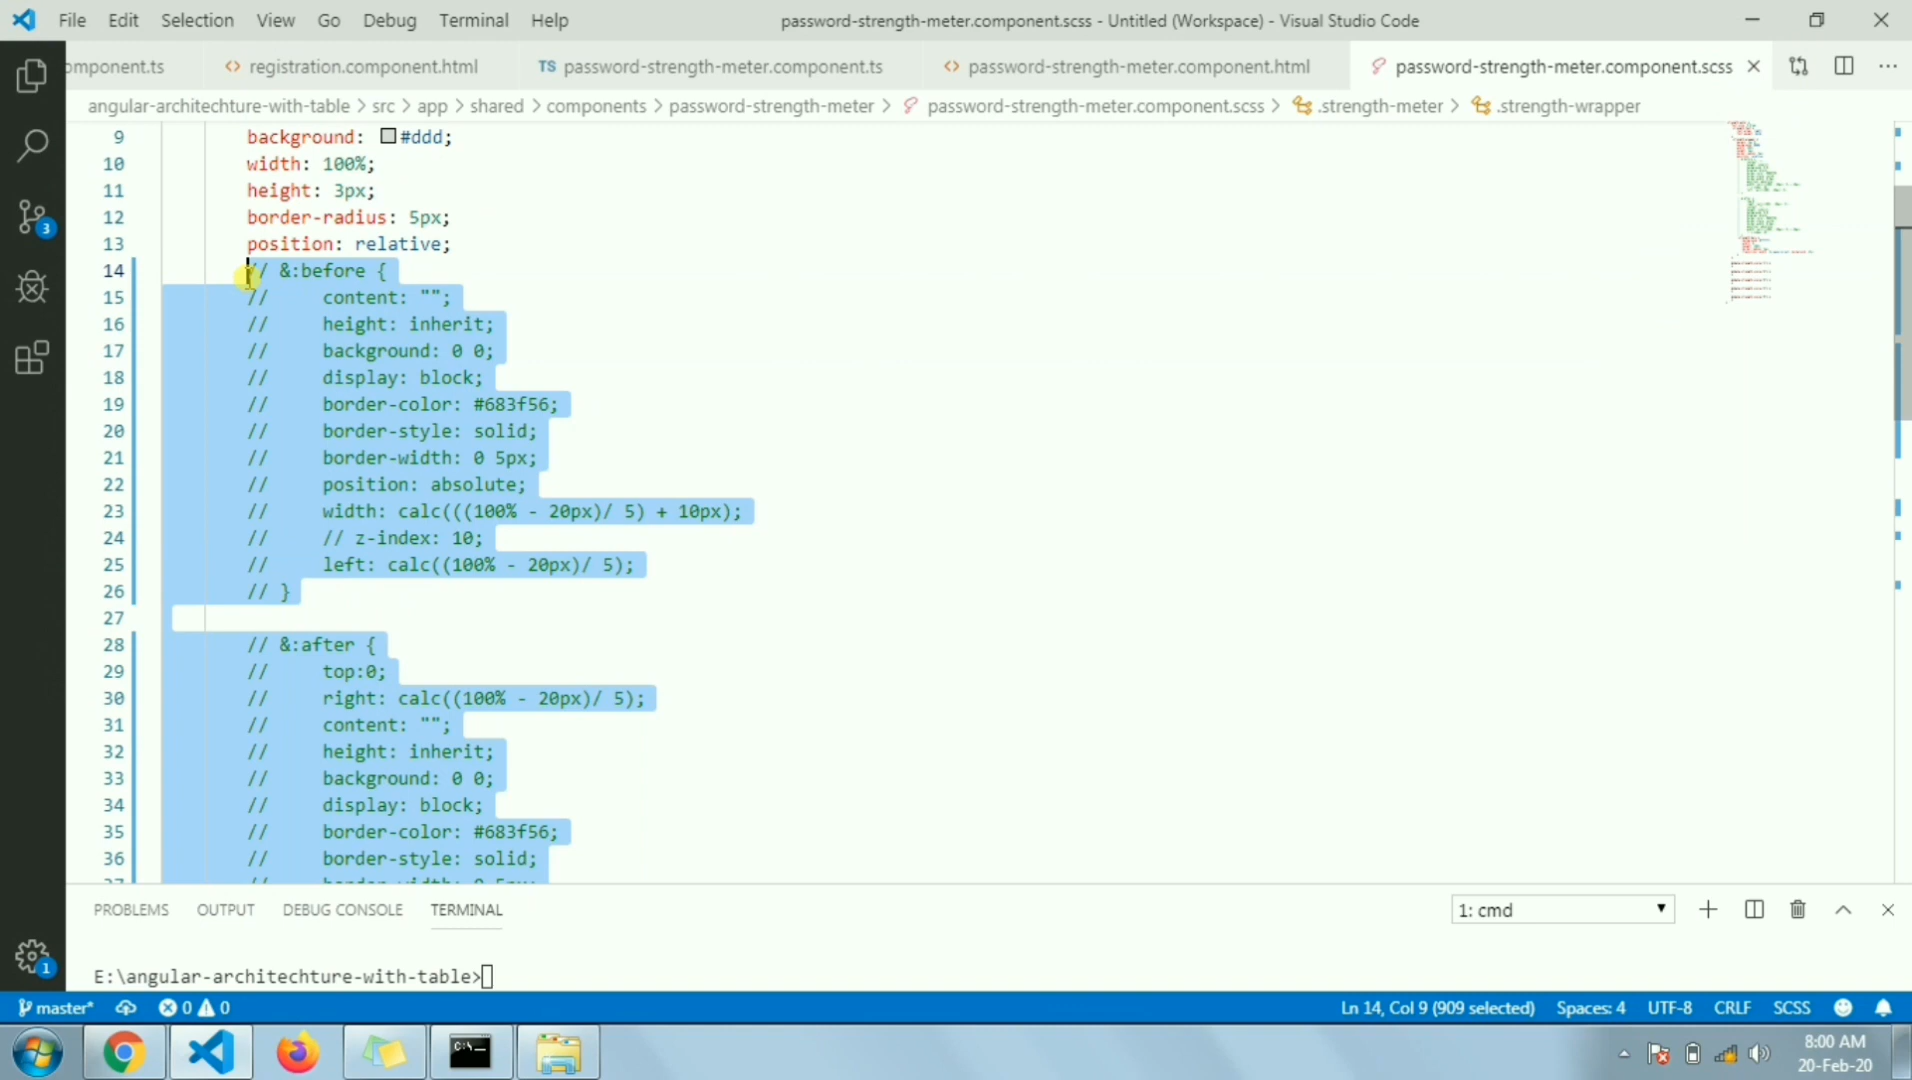 File Edit Selection View Go Debug Terminal Help
password-strength-meter.component.scss - Untitled (Workspace) - Visual Studio Code
omponent.ts
<> registration.component.html
TS password-strength-meter.component.ts
<> password-strength-meter.component.html
password-strength-meter.component.scss
angular-architechture-with-table > src > app > shared > components > password-strength-meter > password-strength-meter.component.scss > .strength-meter > .strength-wrapper
9 background: #ddd;
10 width: 100%;
11 height: 3px;
12 border-radius: 5px;
13 position: relative;
14 // &:before {
15 // content: "";
16 // height: inherit;
17 // background: 0 0;
18 // display: block;
19 // border-color: #683f56;
20 // border-style: solid;
21 // border-width: 0 5px;
22 // position: absolute;
23 // width: calc(((100% - 20px)/ 5) + 10px);
24 // // z-index: 10;
25 // left: calc((100% - 20px)/ 5);
26 // }
27
28 // &:after {
29 // top:0;
30 // right: calc((100% - 20px)/ 5);
31 // content: "";
32 // height: inherit;
33 // background: 0 0;
34 // display: block;
35 // border-color: #683f56;
36 // border-style: solid;
37 // border-width: 0 5px;
3
1
PROBLEMS OUTPUT DEBUG CONSOLE TERMINAL
1: cmd
E:\angular-architechture-with-table>
master* 0 0
Ln 14, Col 9 (909 selected) Spaces: 4 UTF-8 CRLF SCSS
C:\
8:00 AM
20-Feb-20